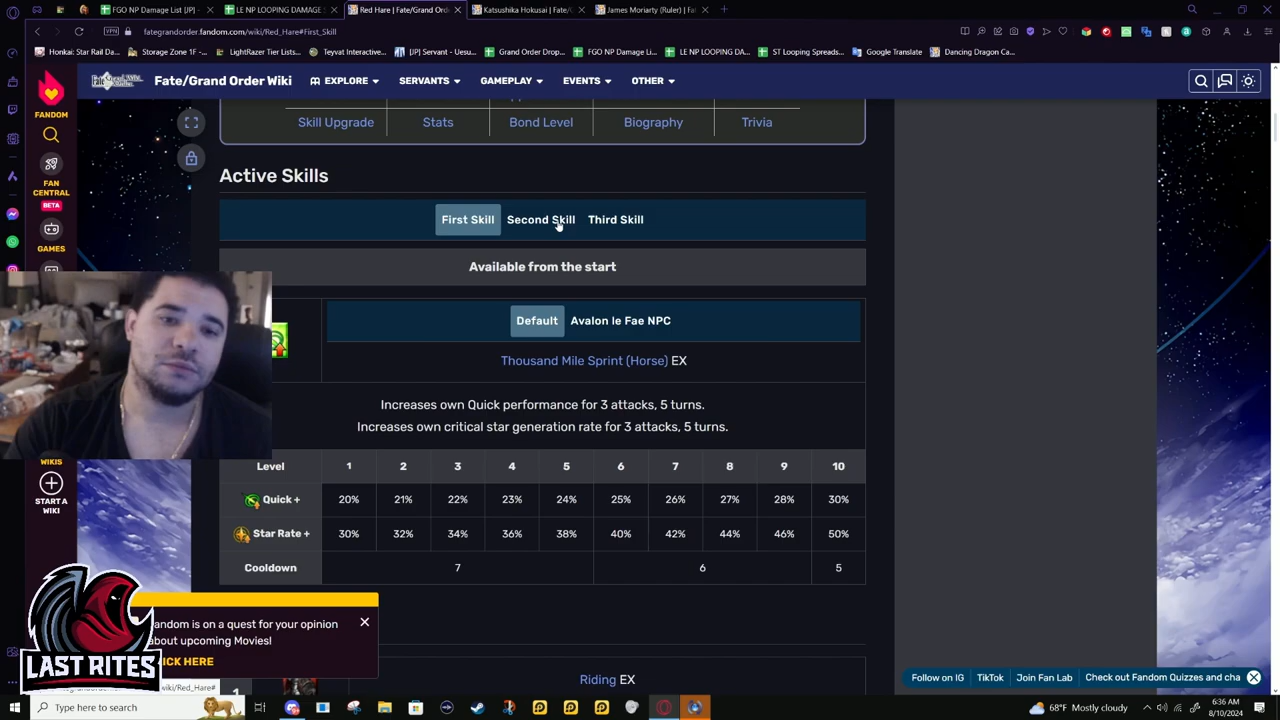 FGO NP Damage List [JP] -
LE NP LOOPING DAMAGE
Red Hare | Fate/Grand Or
Katsushika Hokusai | Fate/
James Moriarty (Ruler) | Fat
VPN
fategrandorder.fandom.com/wiki/Red_Hare#First_Skill
Honkai: Star Rail Da...
Storage Zone 1F -...
LightRazer Tier Lists...
Teyvat Interactive...
[JP] Servant - Uesu...
Grand Order Drop...
FGO NP Damage Li...
LE NP LOOPING DA...
ST Looping Spreads...
Google Translate
Dancing Dragon Ca...
Fate/Grand Order Wiki
EXPLORE
SERVANTS
GAMEPLAY
EVENTS
OTHER
FANDOM
FAN
CENTRAL
BETA
GAMES
WIKIS
START A
WIKI
Skill Upgrade
Stats
Bond Level
Biography
Trivia
Active Skills
First Skill
Second Skill
Third Skill
Available from the start
Default
Avalon le Fae NPC
Thousand Mile Sprint (Horse) EX
Increases own Quick performance for 3 attacks, 5 turns.
Increases own critical star generation rate for 3 attacks, 5 turns.
Level 1 2 3 4 5 6 7 8 9 10
Quick + 20% 21% 22% 23% 24% 25% 26% 27% 28% 30%
Star Rate + 30% 32% 34% 36% 38% 40% 42% 44% 46% 50%
Cooldown 7 6 5
andom is on a quest for your opinion
about upcoming Movies!
ICK HERE
LAST RITES
wiki/Red_Hare#
1
Riding EX
Follow on IG
TikTok
Join Fan Lab
Check out Fandom Quizzes and cha
Type here to search
68°F Mostly cloudy
6:36 AM
8/10/2024